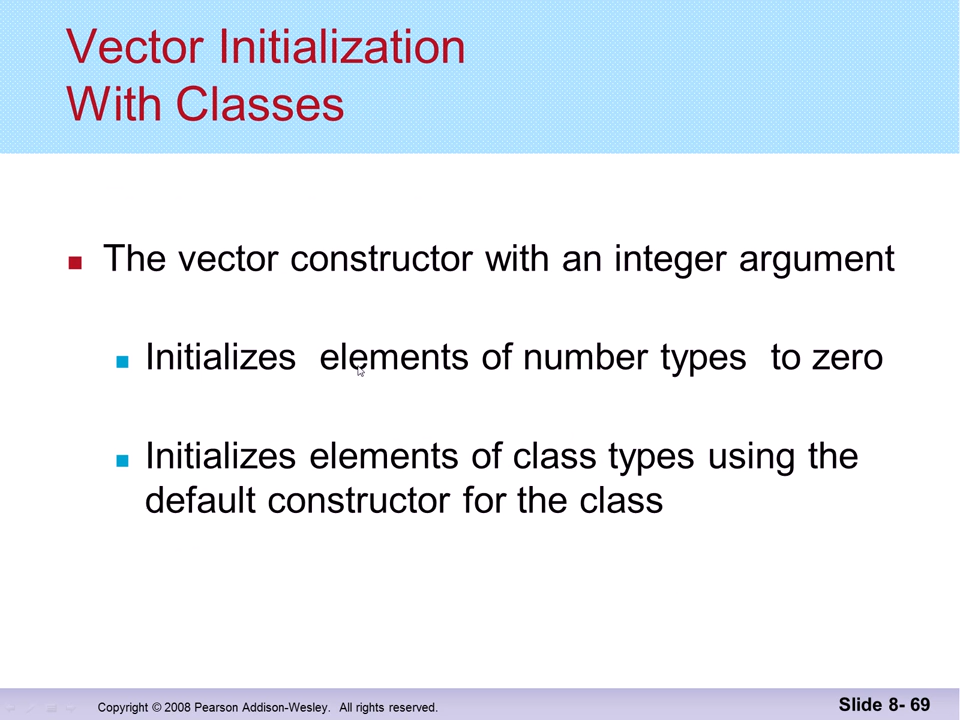 Vector Initialization
With Classes
The vector constructor with an integer argument
Initializes  elements of number types  to zero
Initializes elements of class types using the
default constructor for the class
Copyright © 2008 Pearson Addison-Wesley.  All rights reserved.
Slide 8- 69